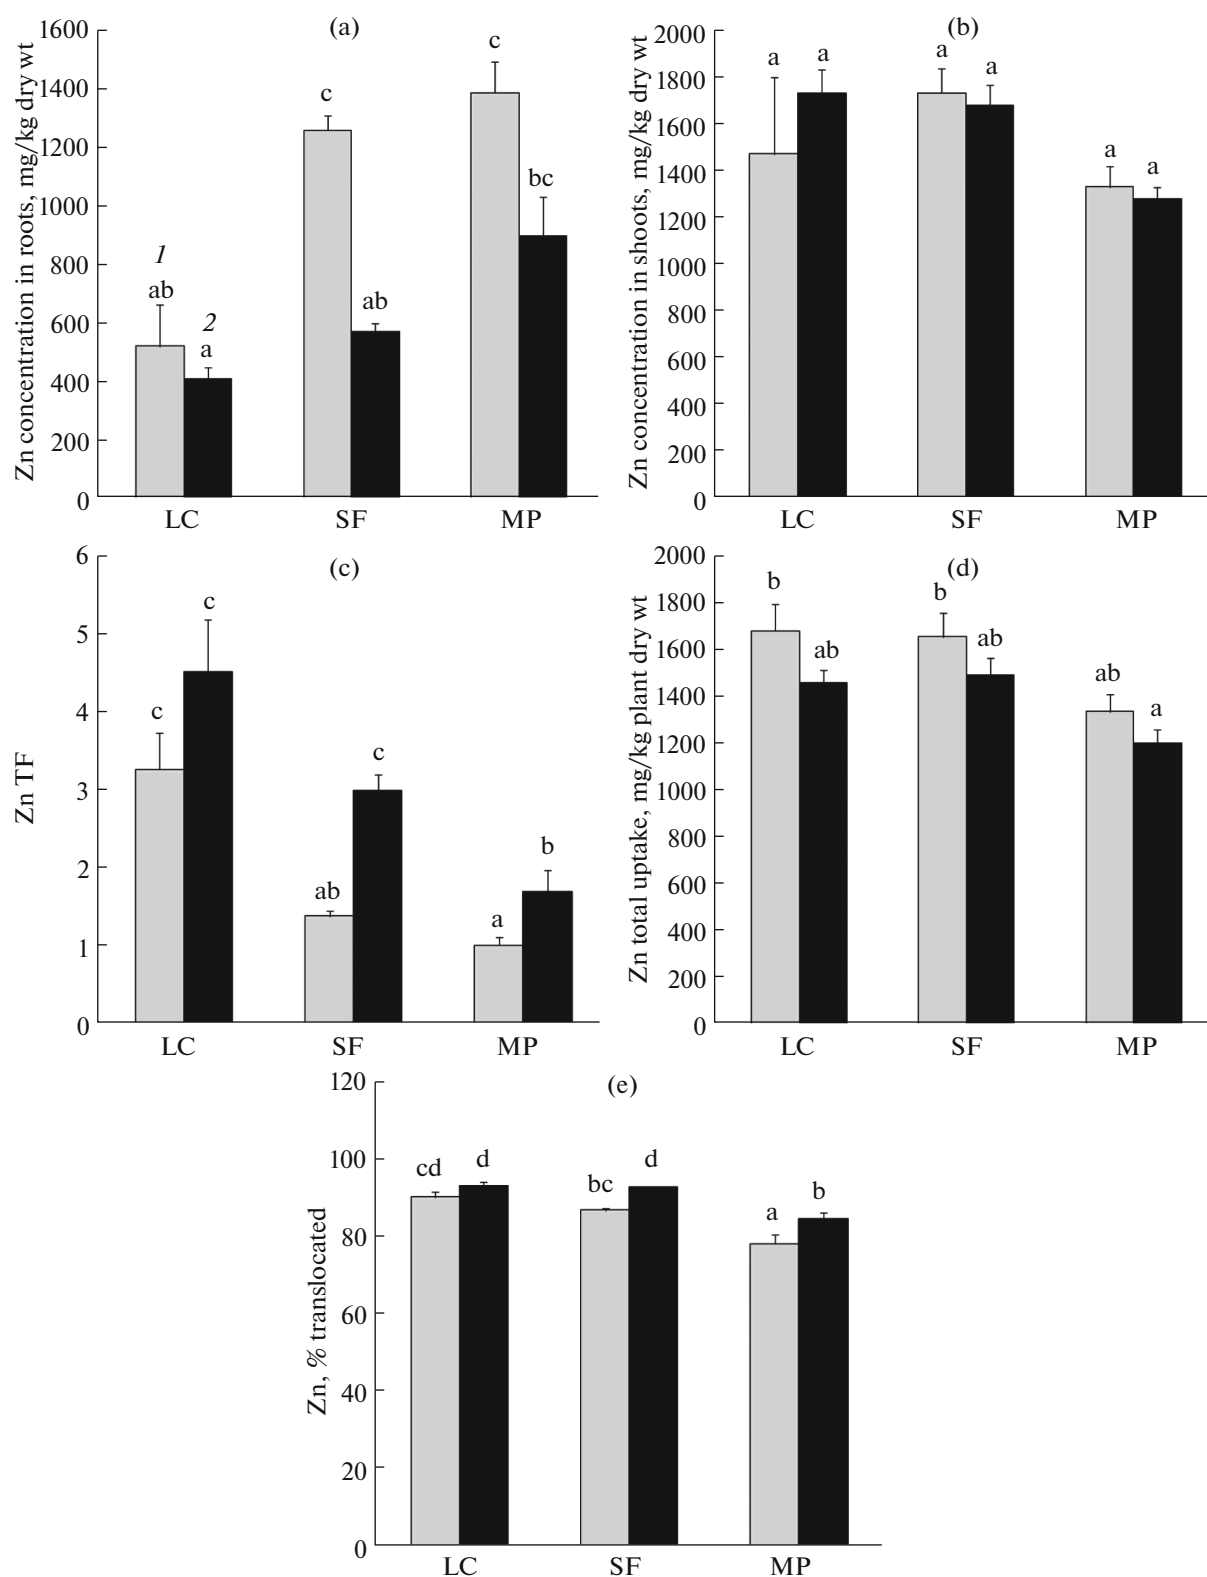 (a)
Zn concentration in roots, mg/kg dry wt
1600
1400
1200
1000
800
600
400
200
0
1
ab
2
a
c
ab
c
bc
LC SF MP
(b)
Zn concentration in shoots, mg/kg dry wt
2000
1800
1600
1400
1200
1000
800
600
400
200
0
a a a a a a
LC SF MP
(c)
Zn TF
6
5
4
3
2
1
0
c c ab c a b
LC SF MP
(d)
Zn total uptake, mg/kg plant dry wt
2000
1800
1600
1400
1200
1000
800
600
400
200
0
b ab b ab ab a
LC SF MP
(e)
Zn, % translocated
120
100
80
60
40
20
0
cd d bc d a b
LC SF MP